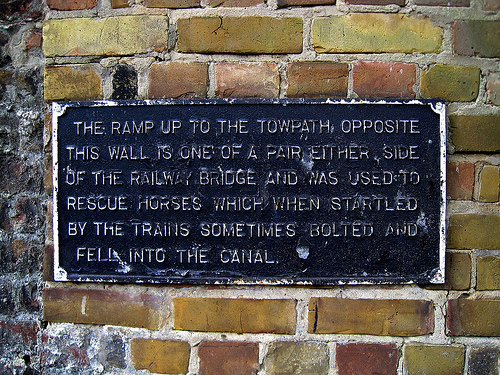 THE RAMP UP TO THE TOWPATH OPPOSITE
THIS WALL IS ONE OF A PAIR EITHER SIDE
OF THE RAILWAY BRIDGE AND WAS USED TO
RESCUE HORSES WHICH WHEN STARTLED
BY THE TRAINS SOMETIMES BOLTED AND
FELL INTO THE CANAL.